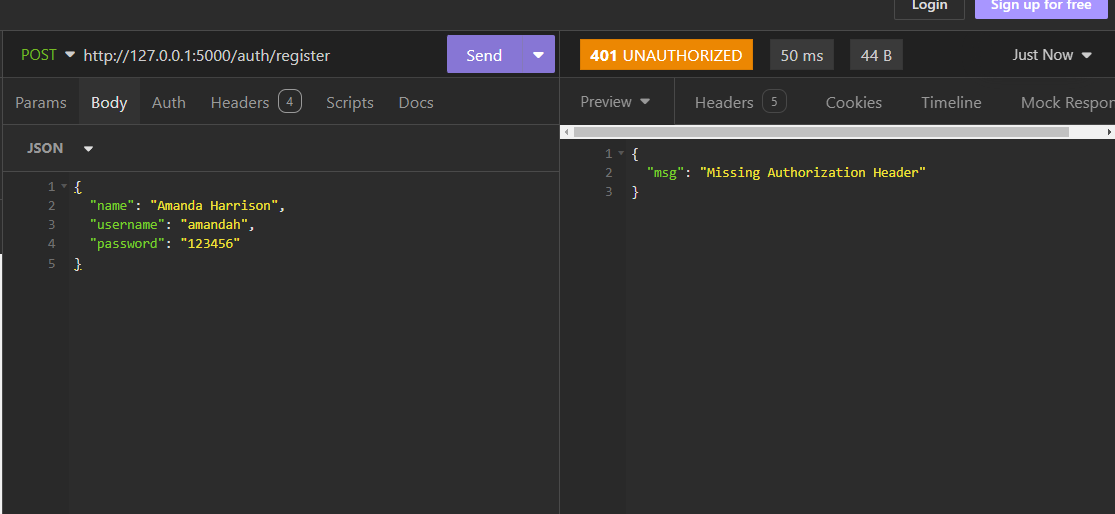 Login Sign up for free
POST http://127.0.0.1:5000/auth/register Send 401 UNAUTHORIZED 50 ms 44 B Just Now
Params Body Auth Headers 4 Scripts Docs
Preview Headers 5 Cookies Timeline Mock Respon
JSON
1 {
2 "name": "Amanda Harrison",
3 "username": "amandah",
4 "password": "123456"
5 }
1 {
2 "msg": "Missing Authorization Header"
3 }